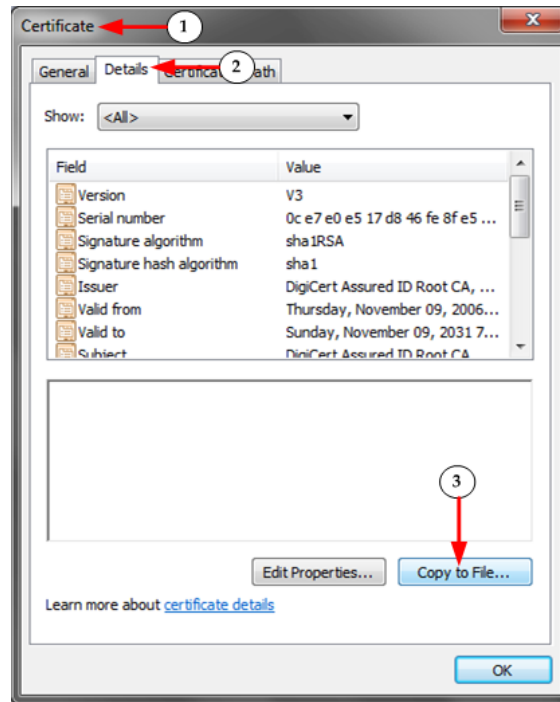 Certificate 1
General Details Certificat 2 ath
Show: <All>
Field Value
Version V3
Serial number 0c e7 e0 e5 17 d8 46 fe 8f e5 ...
Signature algorithm sha1RSA
Signature hash algorithm sha1
Issuer DigiCert Assured ID Root CA, ...
Valid from Thursday, November 09, 2006...
Valid to Sunday, November 09, 2031 7...
Subject DigiCert Assured ID Root CA
3
Edit Properties... Copy to File...
Learn more about certificate details
OK